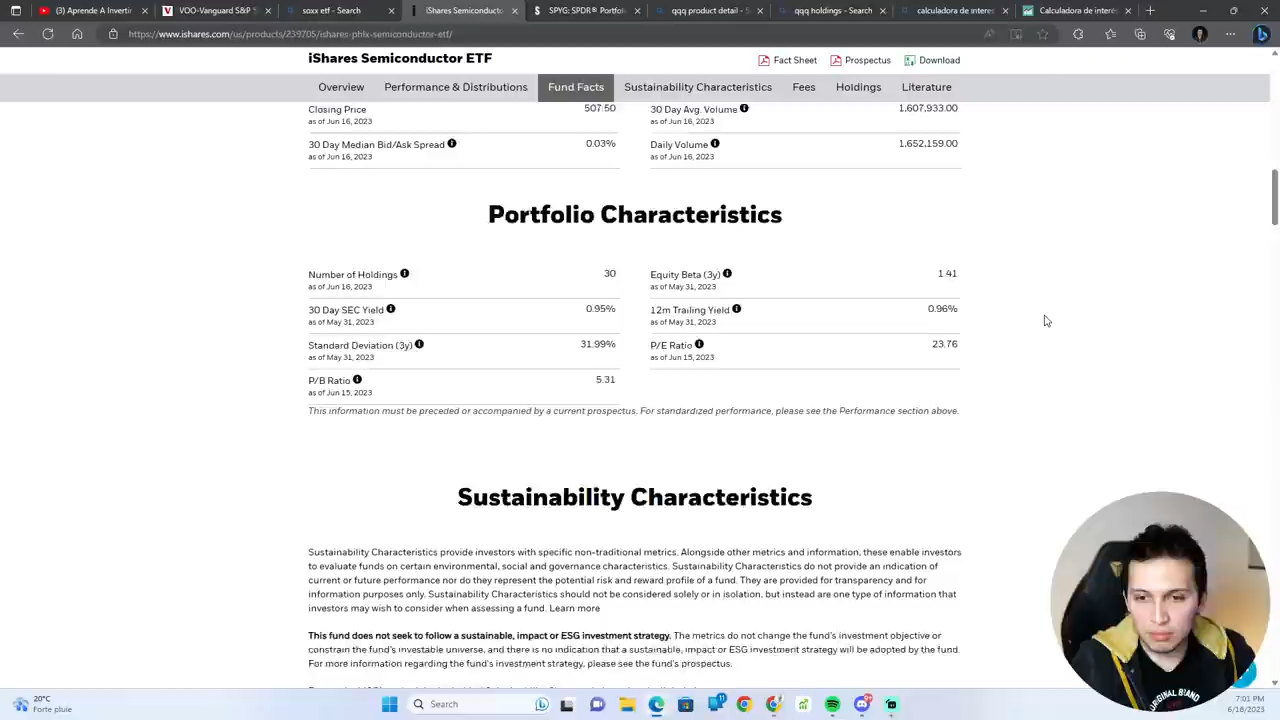 (3) Aprende A Invertir
VOO-Vanguard S&P 5
soxx etf - Search
iShares Semiconducto
SPYG: SPDR® Portfoli
qqq product detail - S
qqq holdings - Search
calculadora de interes
Calculadora de interé
https://www.ishares.com/us/products/239705/ishares-phlx-semiconductor-etf/
iShares Semiconductor ETF
Fact Sheet Prospectus Download
Overview Performance & Distributions Fund Facts Sustainability Characteristics Fees Holdings Literature
Closing Price 507.50
as of Jun 16, 2023
30 Day Avg. Volume 1,607,933.00
as of Jun 16, 2023
30 Day Median Bid/Ask Spread 0.03%
as of Jun 16, 2023
Daily Volume 1,652,159.00
as of Jun 16, 2023
Portfolio Characteristics
Number of Holdings 30
as of Jun 16, 2023
Equity Beta (3y) 1.41
as of May 31, 2023
30 Day SEC Yield 0.95%
as of May 31, 2023
12m Trailing Yield 0.96%
as of May 31, 2023
Standard Deviation (3y) 31.99%
as of May 31, 2023
P/E Ratio 23.76
as of Jun 15, 2023
P/B Ratio 5.31
as of Jun 15, 2023
This information must be preceded or accompanied by a current prospectus. For standardized performance, please see the Performance section above.
Sustainability Characteristics
Sustainability Characteristics provide investors with specific non-traditional metrics. Alongside other metrics and information, these enable investors
to evaluate funds on certain environmental, social and governance characteristics. Sustainability Characteristics do not provide an indication of
current or future performance nor do they represent the potential risk and reward profile of a fund. They are provided for transparency and for
information purposes only. Sustainability Characteristics should not be considered solely or in isolation, but instead are one type of information that
investors may wish to consider when assessing a fund. Learn more
This fund does not seek to follow a sustainable, impact or ESG investment strategy. The metrics do not change the fund's investment objective or
constrain the fund's investable universe, and there is no indication that a sustainable, impact or ESG investment strategy will be adopted by the fund.
For more information regarding the fund's investment strategy, please see the fund's prospectus.
20°C
Forte pluie
Search
7:01 PM
6/18/2023